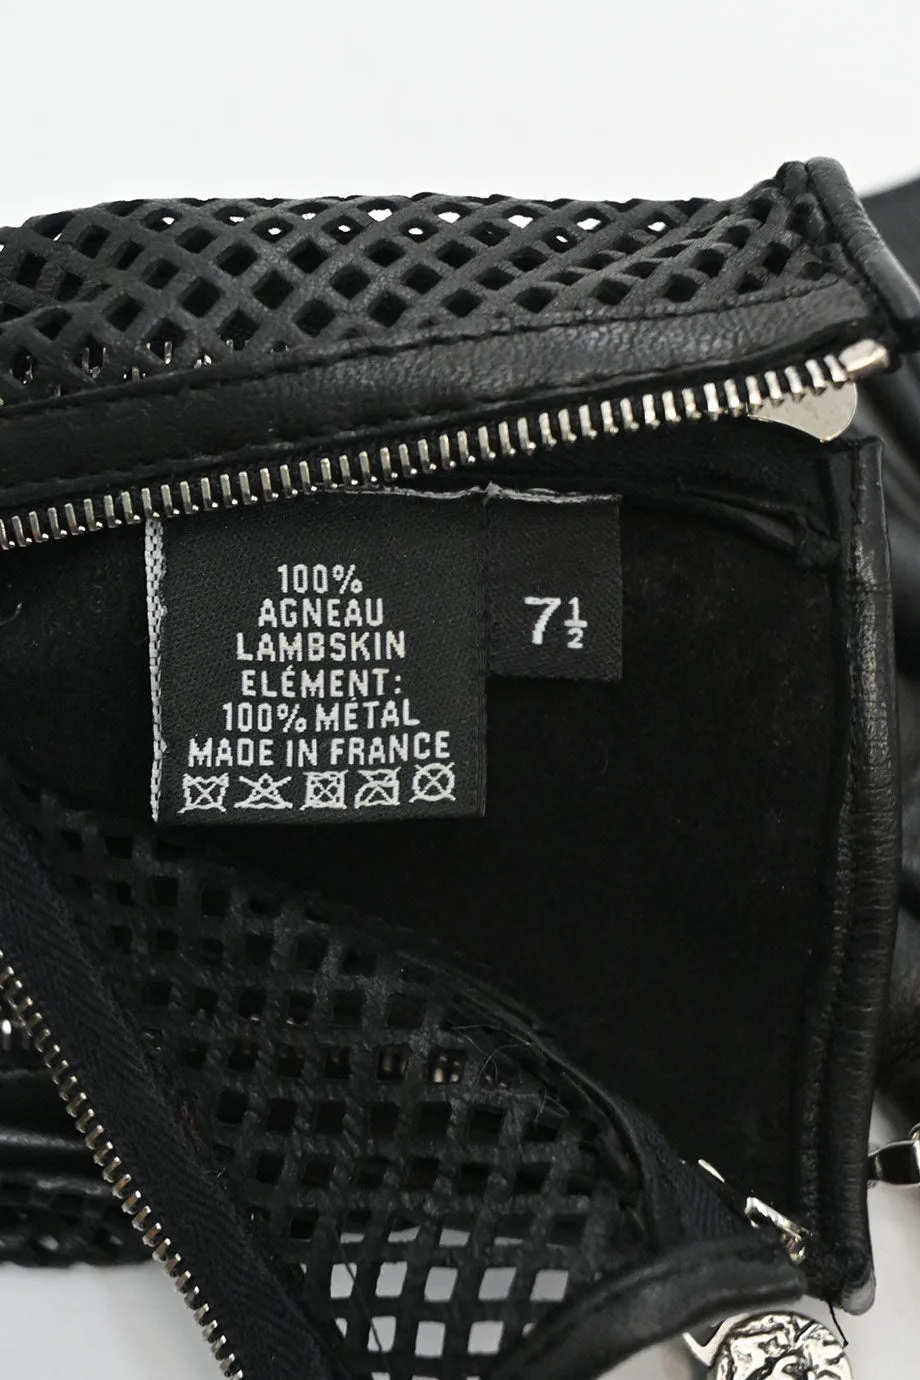 100%
AGNEAU
LAMBSKIN
ELÉMENT:
100% MÉTAL
MADE IN FRANCE
7½